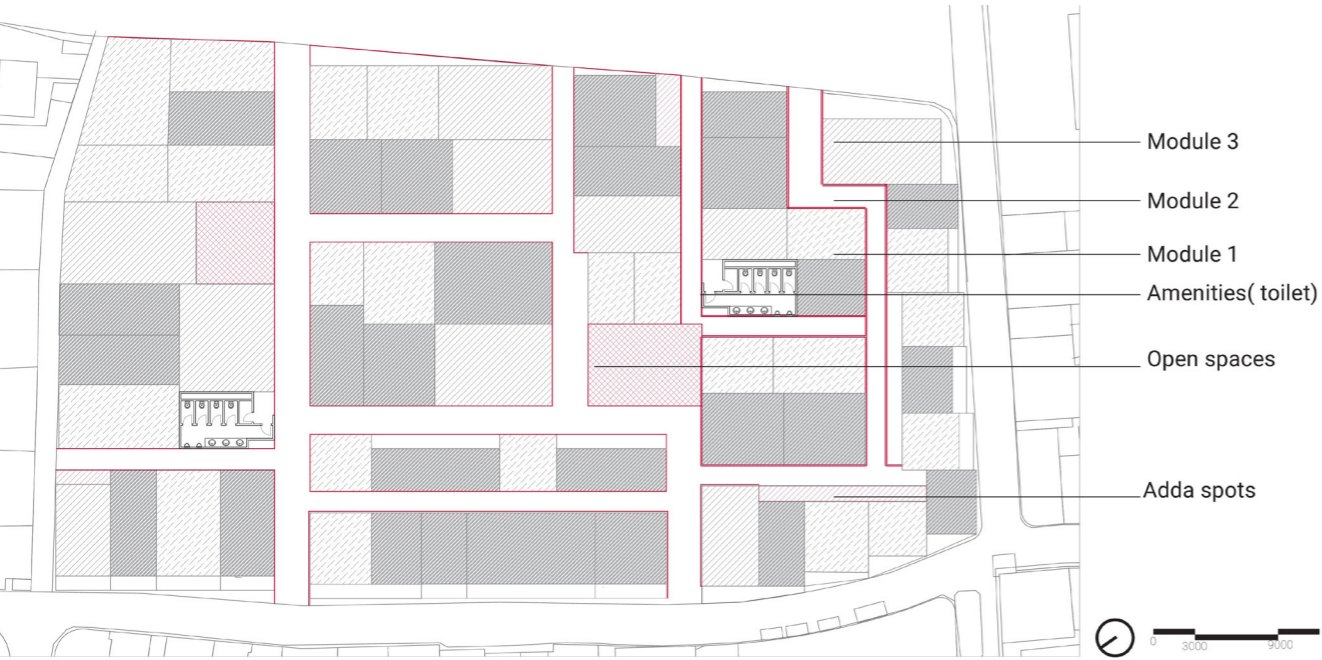 Module 3
Module 2
Module 1
Amenities( toilet)
Open spaces
Adda spots
0 3000 9000